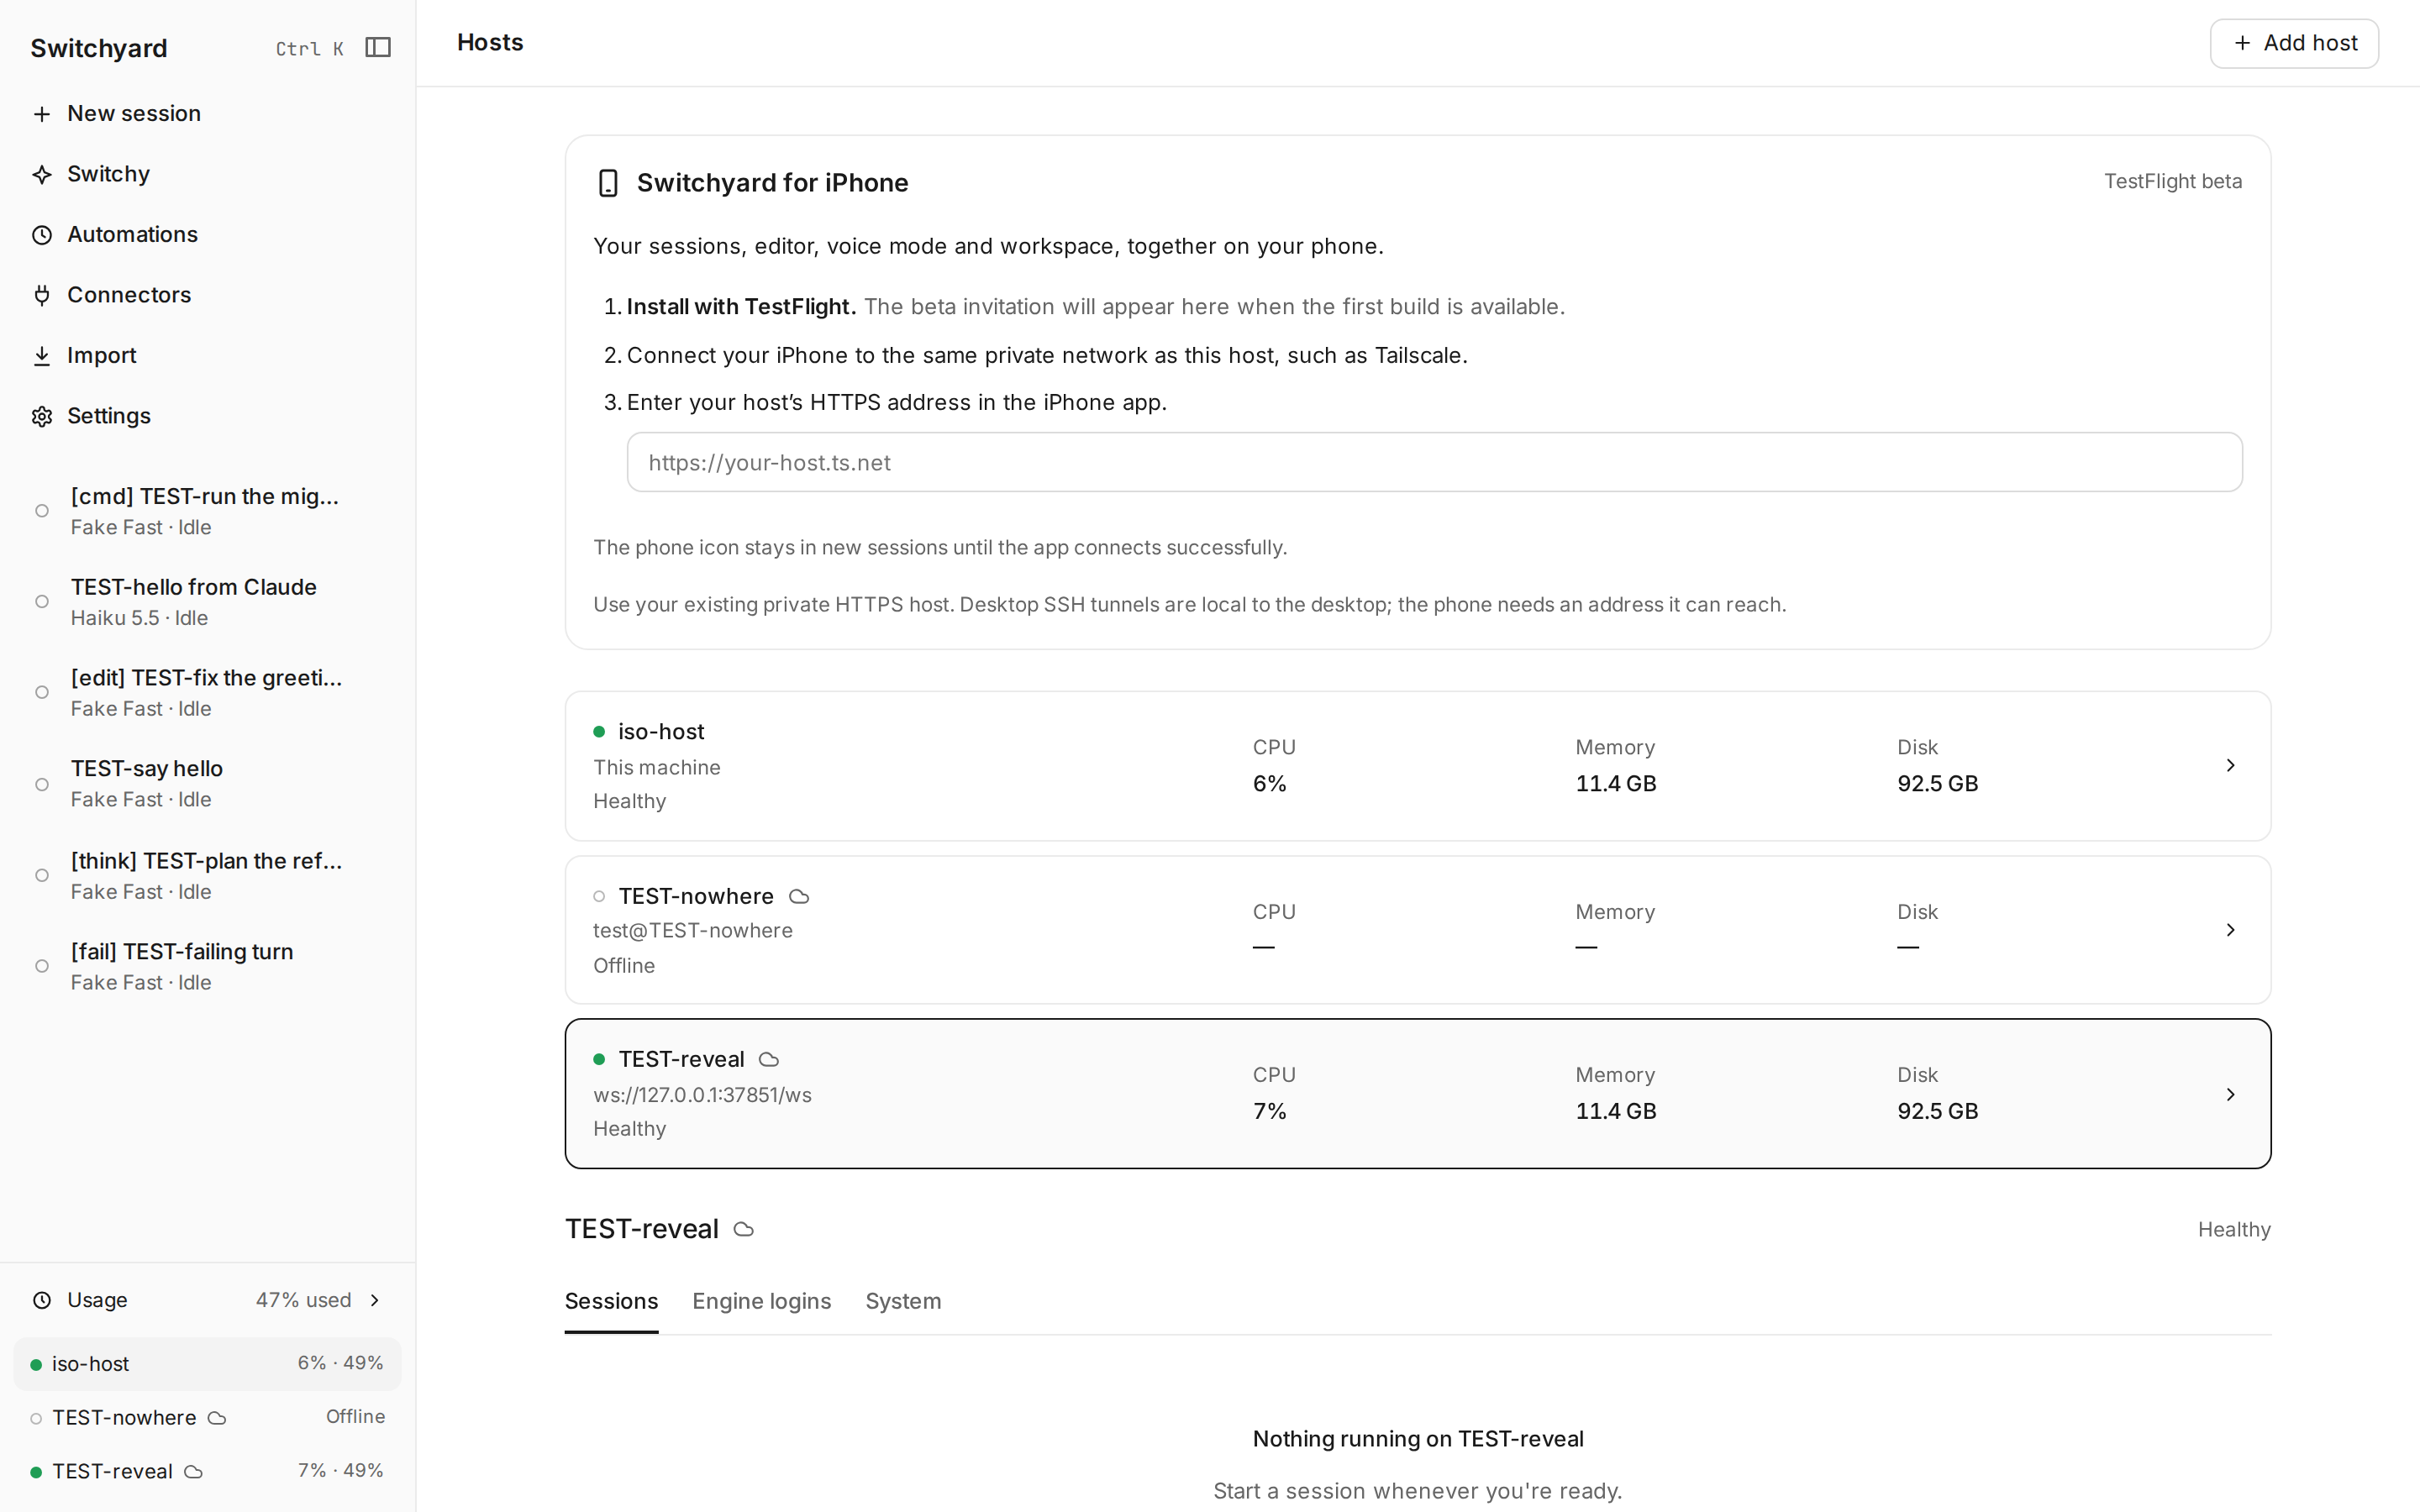 Switchyard
Ctrl K
New session
Switchy
Automations
Connectors
Import
Settings
[cmd] TEST-run the mig...
Fake Fast · Idle
TEST-hello from Claude
Haiku 5.5 · Idle
[edit] TEST-fix the greeti...
Fake Fast · Idle
TEST-say hello
Fake Fast · Idle
[think] TEST-plan the ref...
Fake Fast · Idle
[fail] TEST-failing turn
Fake Fast · Idle
Usage 47% used
iso-host 6% · 49%
TEST-nowhere Offline
TEST-reveal 7% · 49%
Hosts
Add host
Switchyard for iPhone
TestFlight beta
Your sessions, editor, voice mode and workspace, together on your phone.
1. Install with TestFlight. The beta invitation will appear here when the first build is available.
2. Connect your iPhone to the same private network as this host, such as Tailscale.
3. Enter your host’s HTTPS address in the iPhone app.
https://your-host.ts.net
The phone icon stays in new sessions until the app connects successfully.
Use your existing private HTTPS host. Desktop SSH tunnels are local to the desktop; the phone needs an address it can reach.
iso-host
This machine
Healthy
CPU Memory Disk
6% 11.4 GB 92.5 GB
TEST-nowhere
test@TEST-nowhere
Offline
CPU Memory Disk
— — —
TEST-reveal
ws://127.0.0.1:37851/ws
Healthy
CPU Memory Disk
7% 11.4 GB 92.5 GB
TEST-reveal
Healthy
Sessions Engine logins System
Nothing running on TEST-reveal
Start a session whenever you're ready.